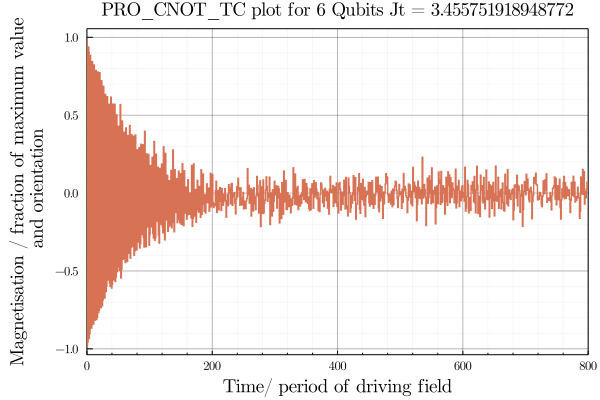 PRO_CNOT_TC plot for 6 Qubits Jt = 3.455751918948772
Magnetisation / fraction of maximum value
and orientation
1.0
0.5
0.0
−0.5
−1.0
0 200 400 600 800
Time/ period of driving field